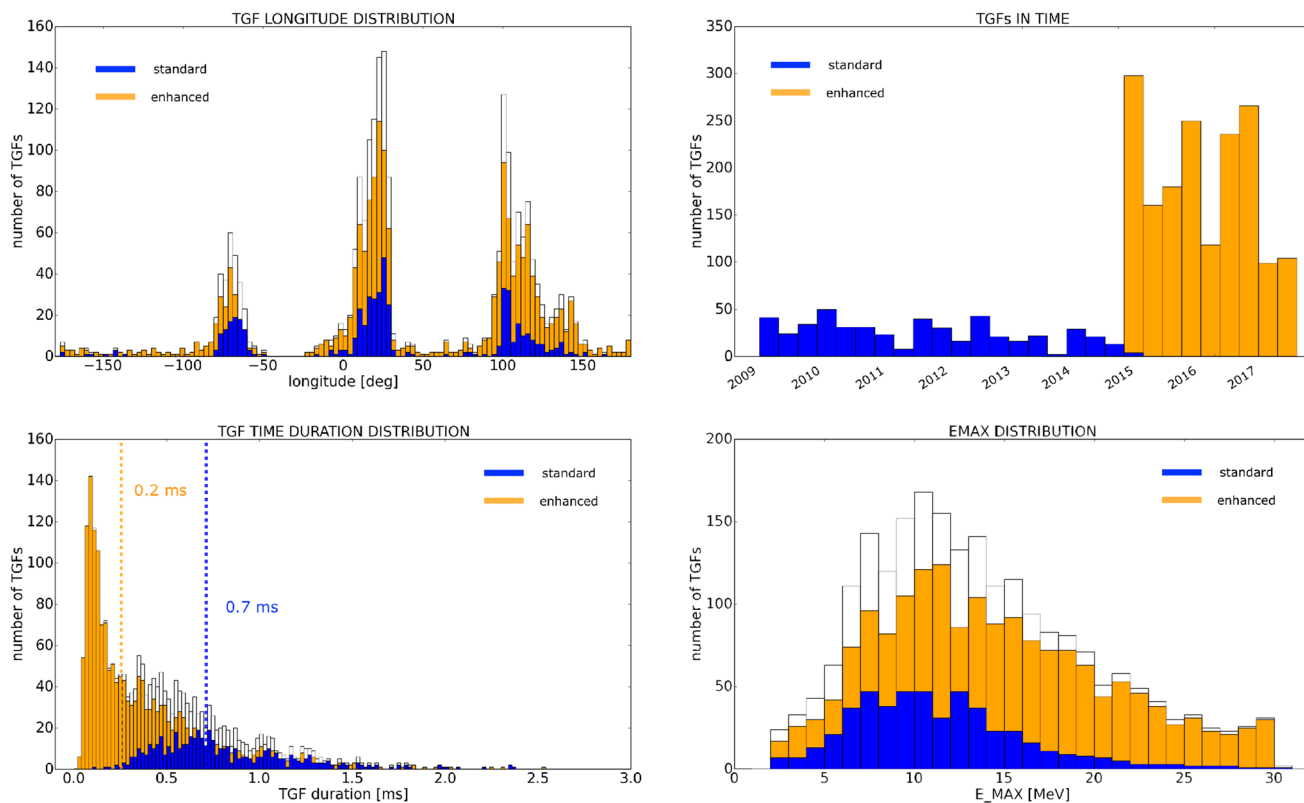 TGF LONGITUDE DISTRIBUTION
160
140
120
100
80
60
40
20
0
number of TGFs
standard
enhanced
−150 −100 −50 0 50 100 150
longitude [deg]
TGFs IN TIME
350
300
250
200
150
100
50
0
number of TGFs
standard
enhanced
2009 2010 2011 2012 2013 2014 2015 2016 2017
TGF TIME DURATION DISTRIBUTION
160
140
120
100
80
60
40
20
0
number of TGFs
0.2 ms
0.7 ms
standard
enhanced
0.0 0.5 1.0 1.5 2.0 2.5 3.0
TGF duration [ms]
EMAX DISTRIBUTION
200
150
100
50
0
number of TGFs
standard
enhanced
0 5 10 15 20 25 30
E_MAX [MeV]